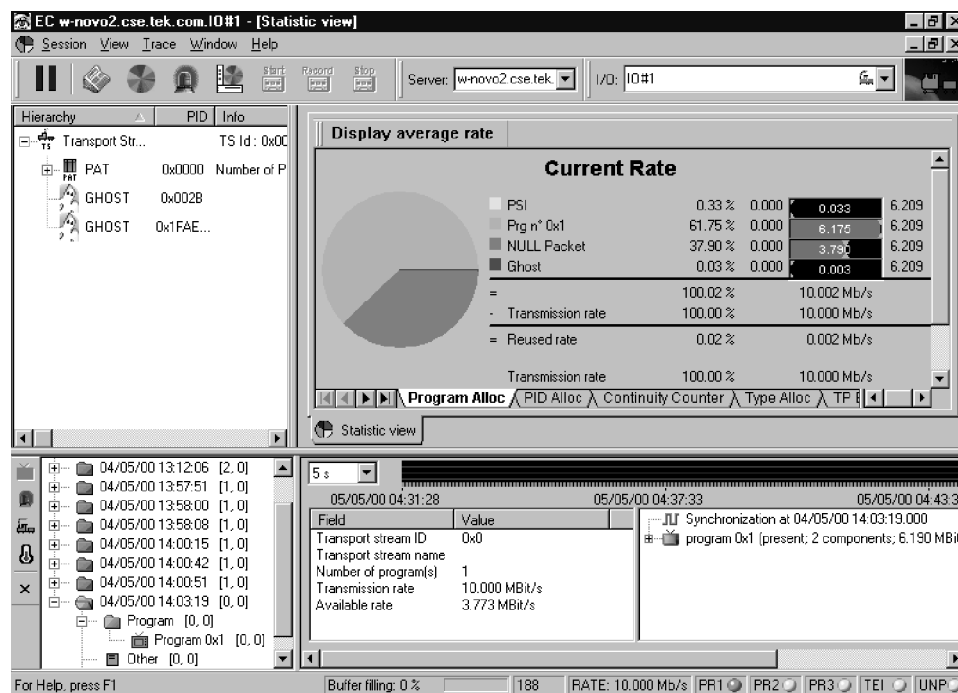 EC w-novo2.cse.tek.com.IO#1 - [Statistic view]
Session View Trace Window Help
Start Record Stop
Server: w-novo2.cse.tek. I/O: IO#1
Hierarchy PID Info
TS Transport Str... TS Id : 0x00
PAT PAT 0x0000 Number of P
GHOST 0x002B
GHOST 0x1FAE...
Display average rate
Current Rate
PSI 0.33 % 0.000 0.033 6.209
Prg n° 0x1 61.75 % 0.000 6.175 6.209
NULL Packet 37.90 % 0.000 3.790 6.209
Ghost 0.03 % 0.000 0.003 6.209
= 100.02 % 10.002 Mb/s
- Transmission rate 100.00 % 10.000 Mb/s
= Reused rate 0.02 % 0.002 Mb/s
Transmission rate 100.00 % 10.000 Mb/s
Program Alloc PID Alloc Continuity Counter Type Alloc TP E
Statistic view
04/05/00 13:12:06 [2, 0]
04/05/00 13:57:51 [1, 0]
04/05/00 13:58:00 [1, 0]
04/05/00 13:58:08 [1, 0]
04/05/00 14:00:15 [1, 0]
04/05/00 14:00:42 [1, 0]
04/05/00 14:00:51 [1, 0]
04/05/00 14:03:19 [0, 0]
Program [0, 0]
Program 0x1 [0, 0]
Other [0, 0]
5 s
05/05/00 04:31:28 05/05/00 04:37:33 05/05/00 04:43:3
Field Value
Transport stream ID 0x0
Transport stream name
Number of program(s) 1
Transmission rate 10.000 MBit/s
Available rate 3.773 MBit/s
Synchronization at 04/05/00 14:03:19.000
program 0x1 (present; 2 components; 6.190 MBi
For Help, press F1 Buffer filling: 0 % 188 RATE: 10.000 Mb/s PR1 PR2 PR3 TEI UNP